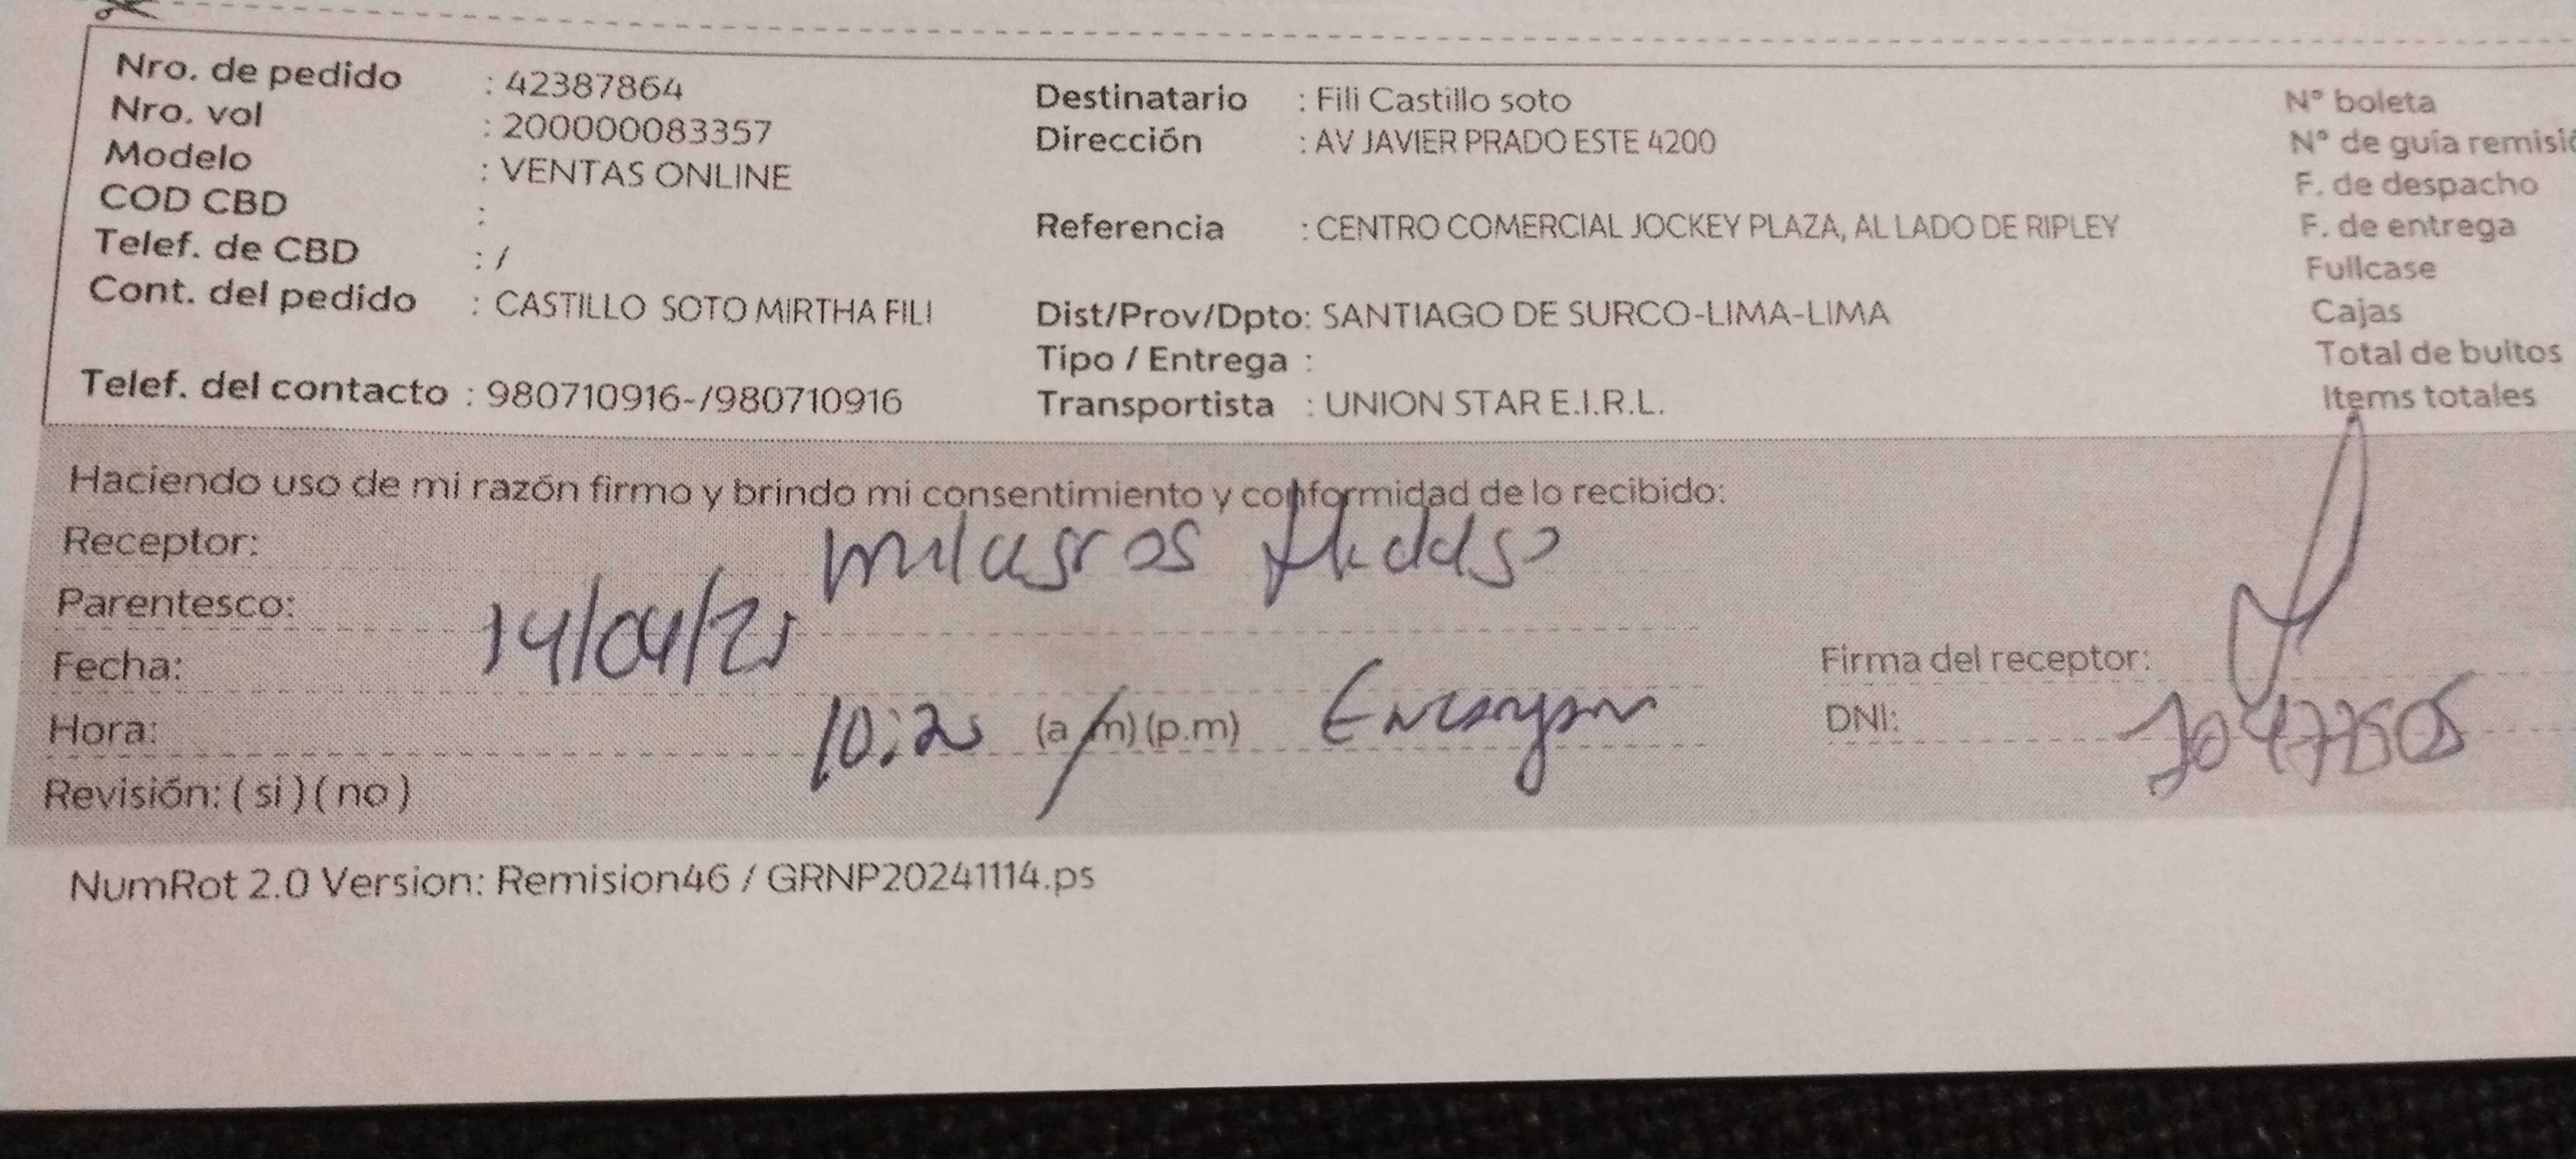 Nro. de pedido : 42387864
Nro. vol : 200000083357
Modelo : VENTAS ONLINE
COD CBD :
Telef. de CBD : /
Cont. del pedido : CASTILLO SOTO MIRTHA FILI
Telef. del contacto : 980710916-/980710916
Destinatario : Fili Castillo soto
Dirección : AV JAVIER PRADO ESTE 4200
Referencia : CENTRO COMERCIAL JOCKEY PLAZA, AL LADO DE RIPLEY
Dist/Prov/Dpto: SANTIAGO DE SURCO-LIMA-LIMA
Tipo / Entrega :
Transportista : UNION STAR E.I.R.L.
N° boleta
N° de guía remisió
F. de despacho
F. de entrega
Fullcase
Cajas
Total de bultos
Items totales
Haciendo uso de mi razón firmo y brindo mi consentimiento y conformidad de lo recibido:
Receptor: Milagros
Parentesco:
Fecha: 14/04/25
Hora: 10:20 (a.m) (p.m)
Revisión: ( si ) ( no )
Firma del receptor:
DNI:
NumRot 2.0 Version: Remision46 / GRNP20241114.ps